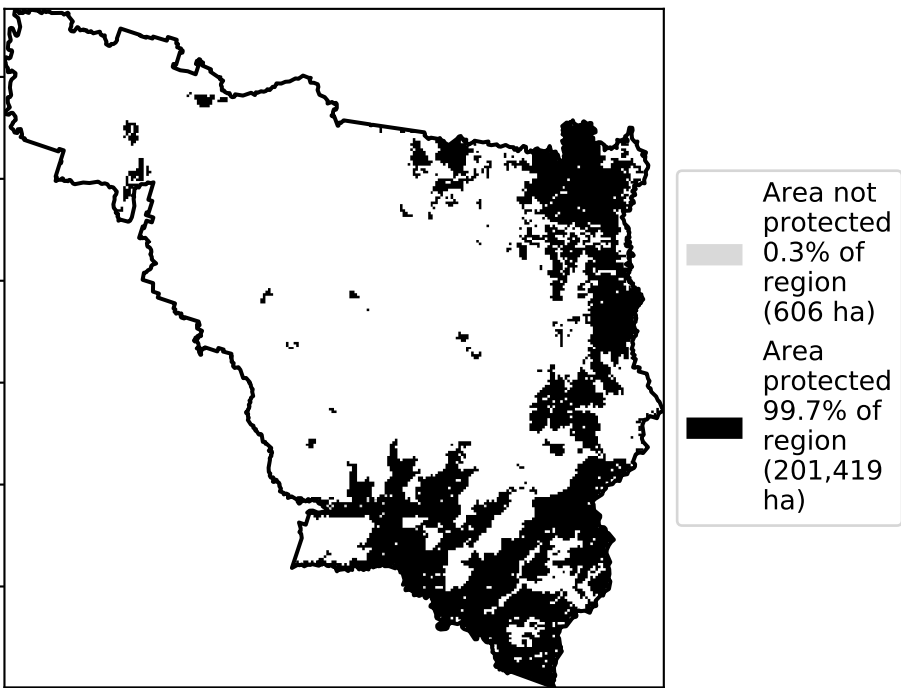 Area not
protected
0.3% of
region
(606 ha)
Area
protected
99.7% of
region
(201,419
ha)